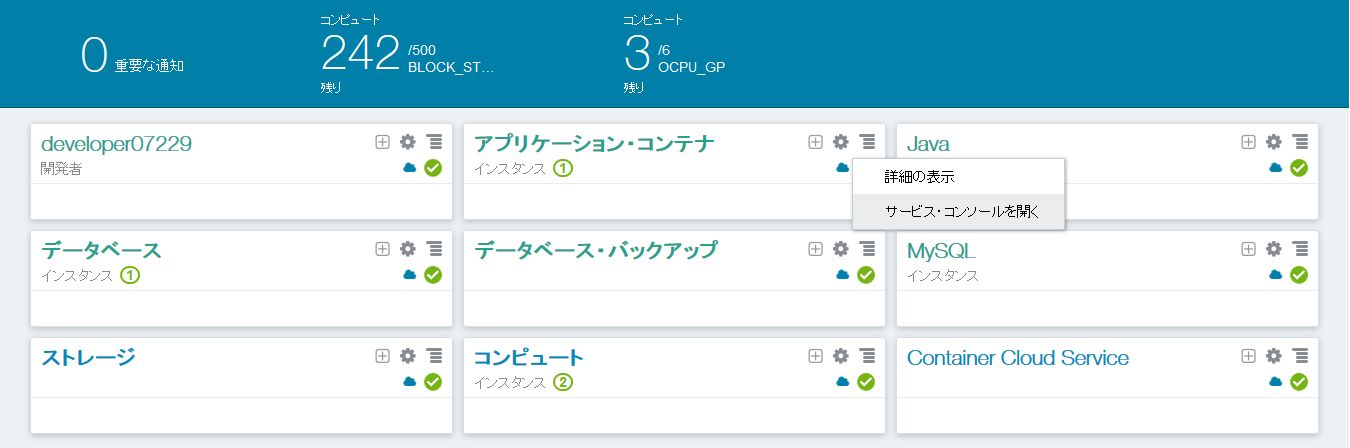 0 重要な通知
コンピュート
242 /500
BLOCK_ST...
残り
コンピュート
3 /6
OCPU_GP
残り
developer07229
開発者
アプリケーション・コンテナ
インスタンス 1
Java
詳細の表示
サービス・コンソールを開く
データベース
インスタンス 1
データベース・バックアップ
MySQL
インスタンス
ストレージ
コンピュート
インスタンス 2
Container Cloud Service